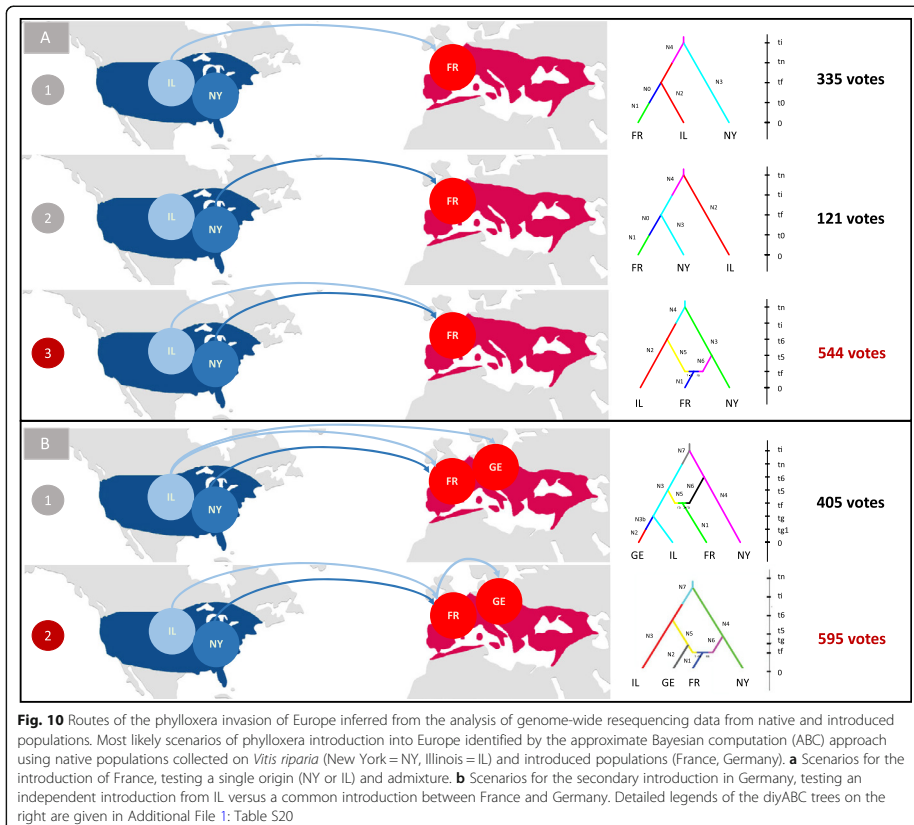 A
1
IL
NY
FR
N4
N3
N0
N2
N1
FR IL NY
ti
tn
tf
t0
0
335 votes
2
IL
NY
FR
N4
N2
N0
N3
N1
FR NY IL
tn
ti
tf
t0
0
121 votes
3
IL
NY
FR
N4
N3
N2
N5
N6
N1
IL FR NY
tn
ti
t6
t5
tf
0
544 votes
B
1
IL
NY
FR
GE
N7
N3
N6
N5
N4
N3b
N2
N1
GE IL FR NY
ti
tn
t6
t5
tf
tg
tg1
0
405 votes
2
IL
NY
FR
GE
N7
N4
N3
N5
N6
N2
N1
IL GE FR NY
tn
ti
t6
t5
tg
tf
0
595 votes
Fig. 10 Routes of the phylloxera invasion of Europe inferred from the analysis of genome-wide resequencing data from native and introduced
populations. Most likely scenarios of phylloxera introduction into Europe identified by the approximate Bayesian computation (ABC) approach
using native populations collected on Vitis riparia (New York = NY, Illinois = IL) and introduced populations (France, Germany). a Scenarios for the
introduction of France, testing a single origin (NY or IL) and admixture. b Scenarios for the secondary introduction in Germany, testing an
independent introduction from IL versus a common introduction between France and Germany. Detailed legends of the diyABC trees on the
right are given in Additional File 1: Table S20